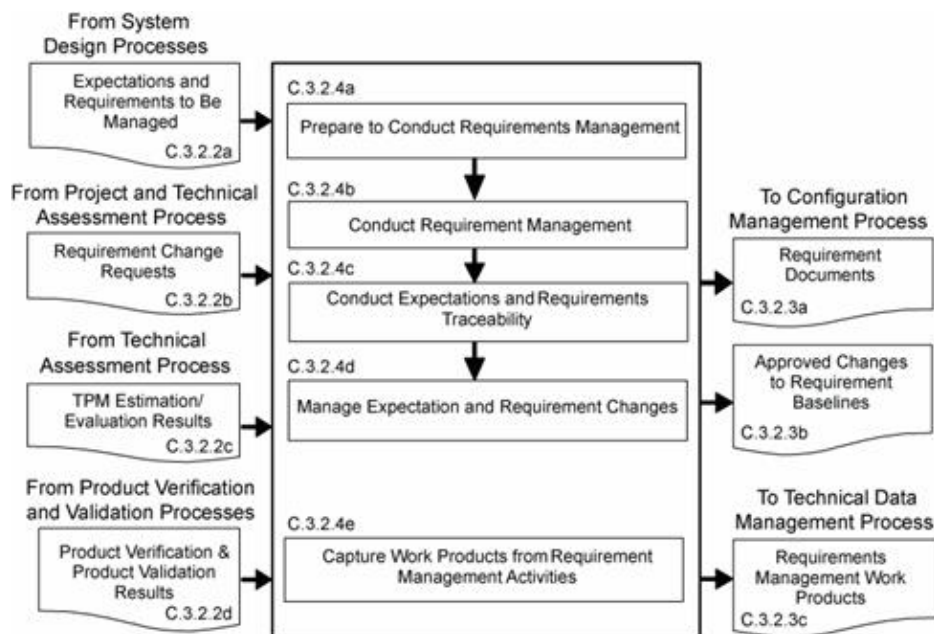 From System
Design Processes
Expectations and
Requirements to Be
Managed
C.3.2.2a
From Project and Technical
Assessment Process
Requirement Change
Requests
C.3.2.2b
From Technical
Assessment Process
TPM Estimation/
Evaluation Results
C.3.2.2c
From Product Verification
and Validation Processes
Product Verification &
Product Validation
Results
C.3.2.2d
C.3.2.4a
Prepare to Conduct Requirements Management
C.3.2.4b
Conduct Requirement Management
C.3.2.4c
Conduct Expectations and Requirements
Traceability
C.3.2.4d
Manage Expectation and Requirement Changes
C.3.2.4e
Capture Work Products from Requirement
Management Activities
To Configuration
Management Process
Requirement
Documents
C.3.2.3a
Approved Changes
to Requirement
Baselines
C.3.2.3b
To Technical Data
Management Process
Requirements
Management Work
Products
C.3.2.3c